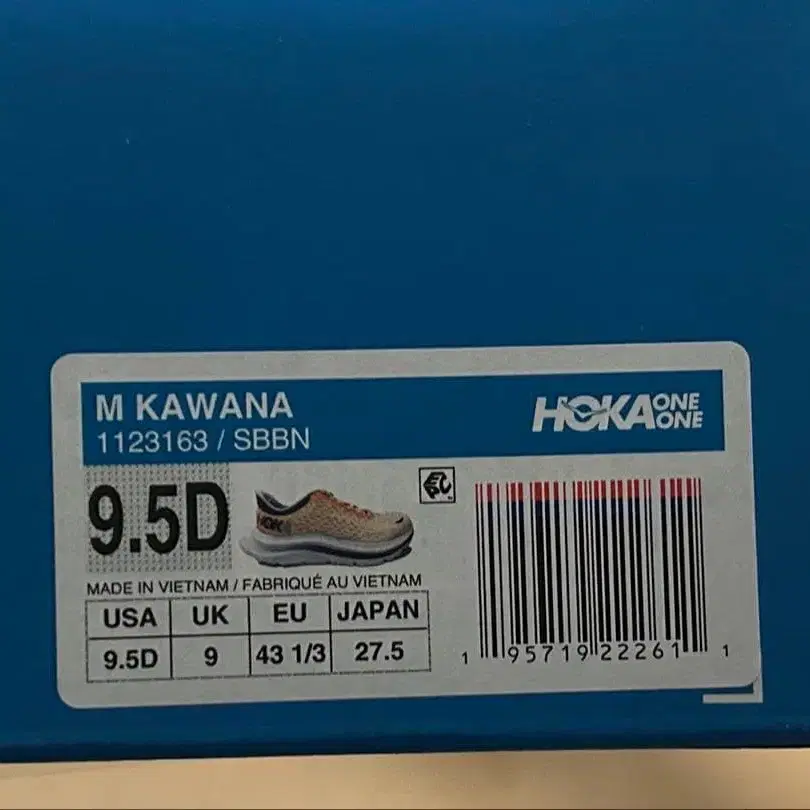 M KAWANA
1123163 / SBBN
HOKA ONE ONE
9.5D
MADE IN VIETNAM / FABRIQUÉ AU VIETNAM
USA UK EU JAPAN
9.5D 9 43 1/3 27.5
1 95719 22261 1